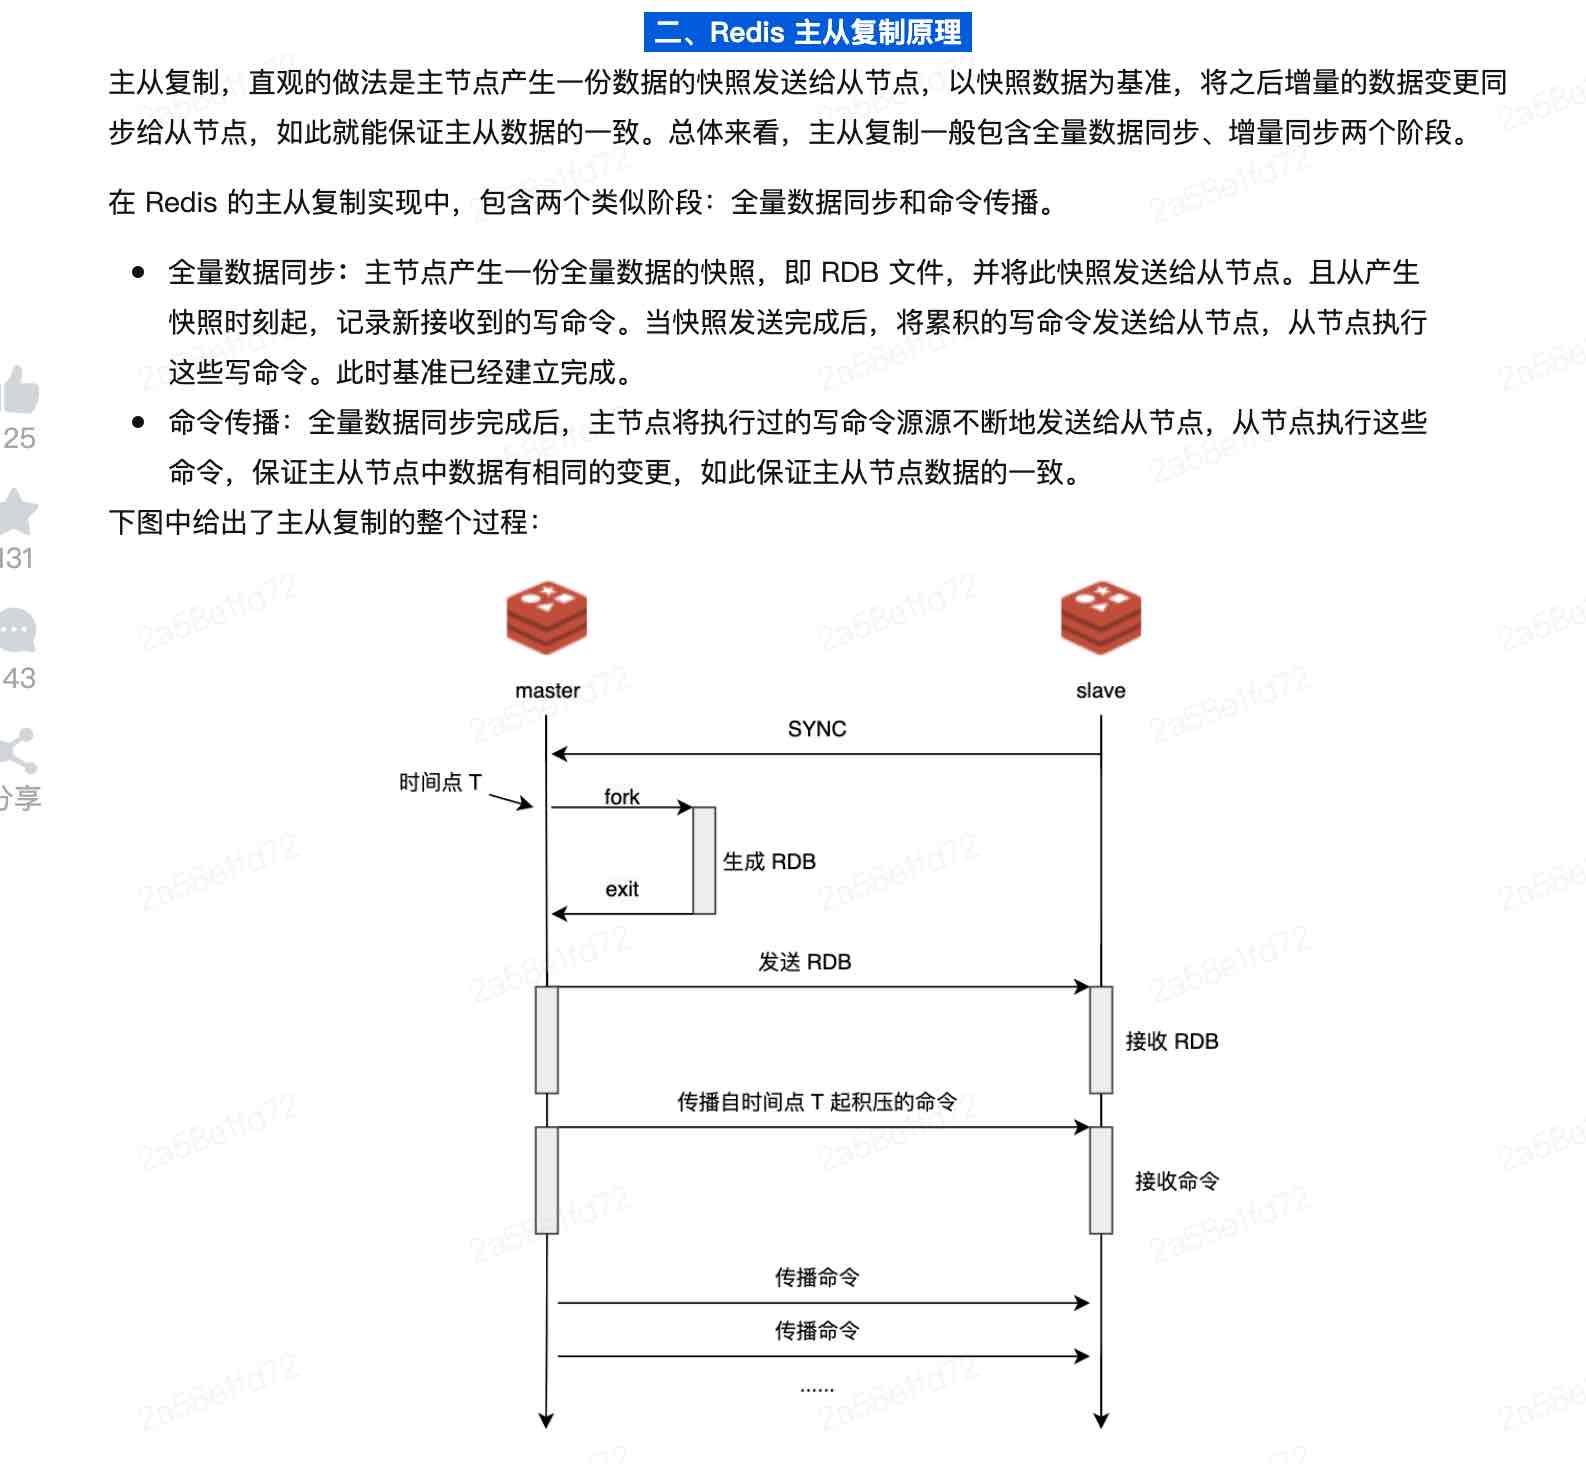 二、Redis 主从复制原理
主从复制，直观的做法是主节点产生一份数据的快照发送给从节点，以快照数据为基准，将之后增量的数据变更同
步给从节点，如此就能保证主从数据的一致。总体来看，主从复制一般包含全量数据同步、增量同步两个阶段。
在 Redis 的主从复制实现中，包含两个类似阶段：全量数据同步和命令传播。
● 全量数据同步：主节点产生一份全量数据的快照，即 RDB 文件，并将此快照发送给从节点。且从产生
快照时刻起，记录新接收到的写命令。当快照发送完成后，将累积的写命令发送给从节点，从节点执行
这些写命令。此时基准已经建立完成。
● 命令传播：全量数据同步完成后，主节点将执行过的写命令源源不断地发送给从节点，从节点执行这些
命令，保证主从节点中数据有相同的变更，如此保证主从节点数据的一致。
下图中给出了主从复制的整个过程：
25
131
43
分享
master
slave
SYNC
时间点 T
fork
生成 RDB
exit
发送 RDB
接收 RDB
传播自时间点 T 起积压的命令
接收命令
传播命令
传播命令
......
2a58e1fd72